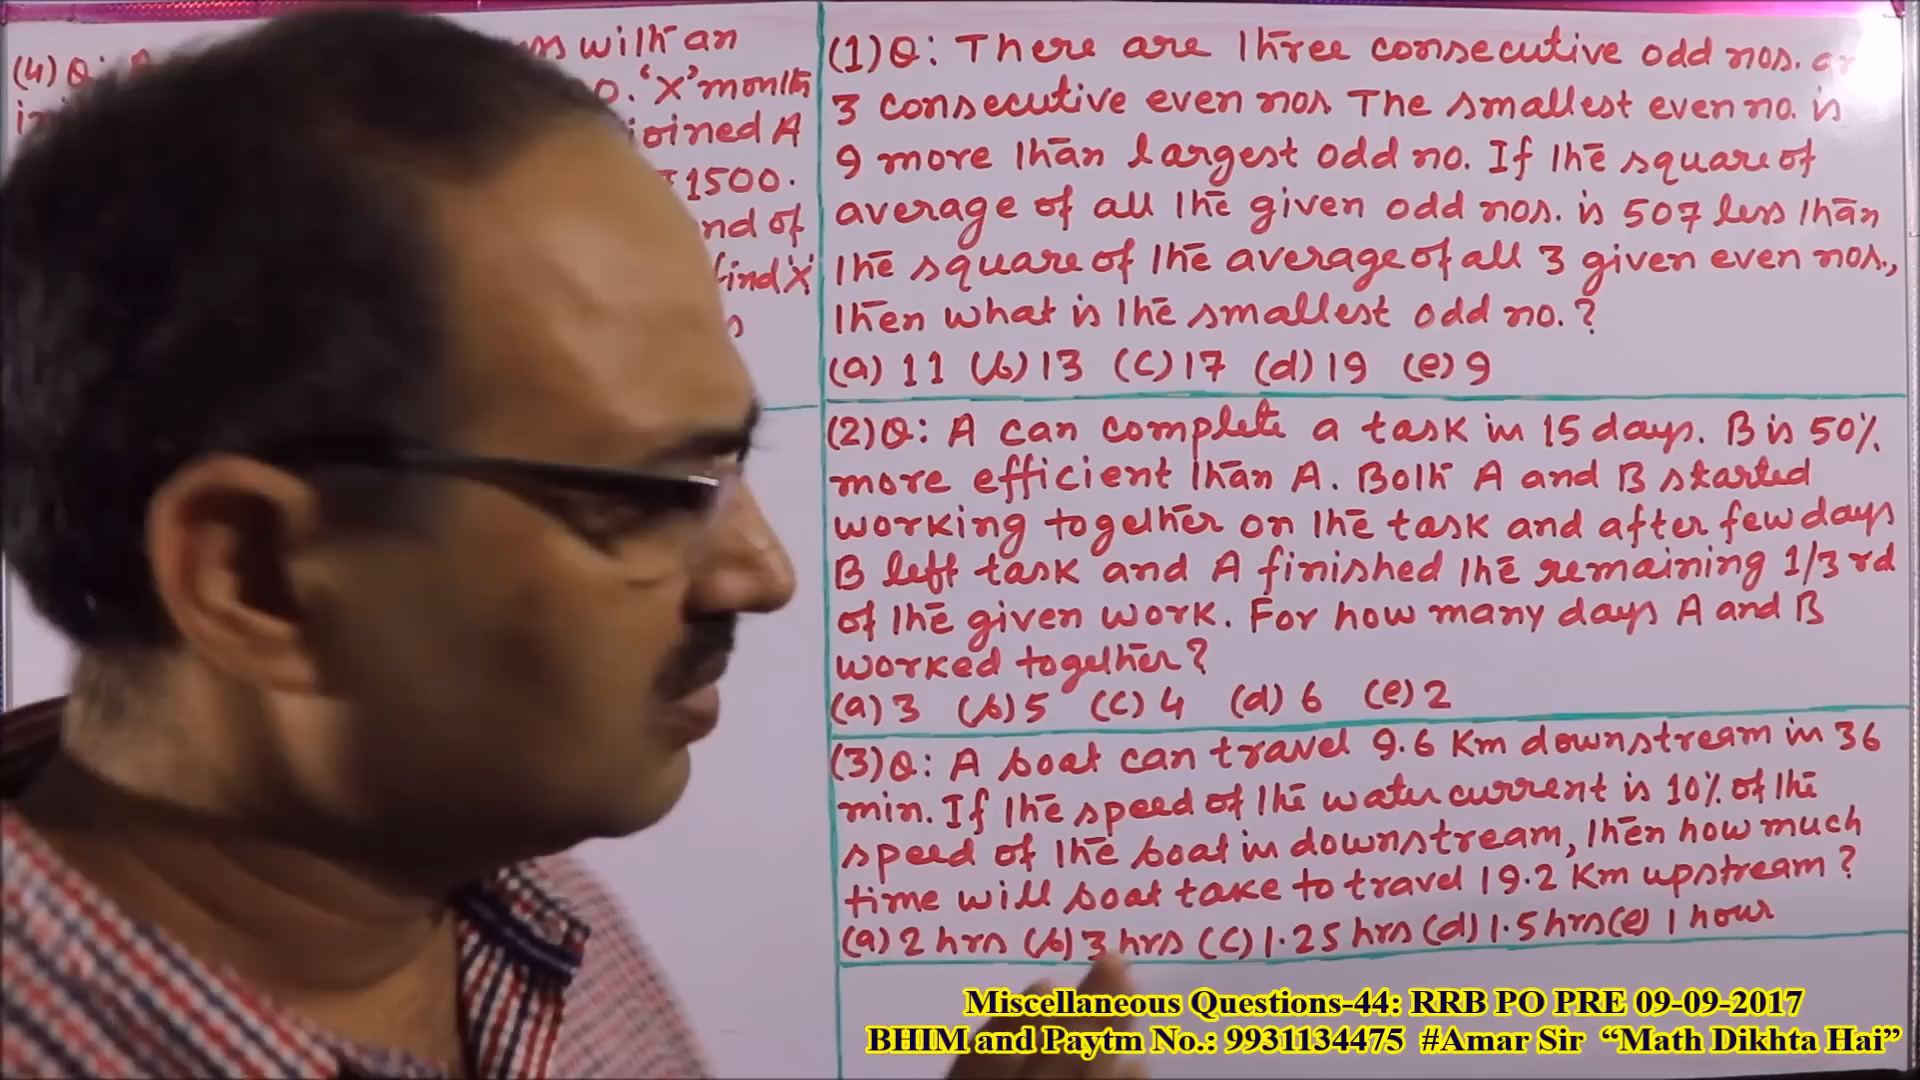 (4)Q: with an
o. 'X' month
joined A
1500.
nd of
find 'X'
(1)Q: There are three consecutive odd nos.
3 consecutive even nos. The smallest even no. is
9 more than largest odd no. If the square of
average of all the given odd nos. is 507 less than
the square of the average of all 3 given even nos.,
then what is the smallest odd no.?
(a) 11 (b) 13 (c) 17 (d) 19 (e) 9
(2)Q: A can complete a task in 15 days. B is 50%
more efficient than A. Both A and B started
working together on the task and after few days
B left task and A finished the remaining 1/3 rd
of the given work. For how many days A and B
worked together?
(a) 3 (b) 5 (c) 4 (d) 6 (e) 2
(3)Q: A boat can travel 9.6 Km downstream in 36
min. If the speed of the water current is 10% of the
speed of the boat in downstream, then how much
time will boat take to travel 19.2 Km upstream?
(a) 2 hrs (b) 3 hrs (c) 1.25 hrs (d) 1.5 hrs (e) 1 hour
Miscellaneous Questions-44: RRB PO PRE 09-09-2017
BHIM and Paytm No.: 9931134475 #Amar Sir “Math Dikhta Hai”